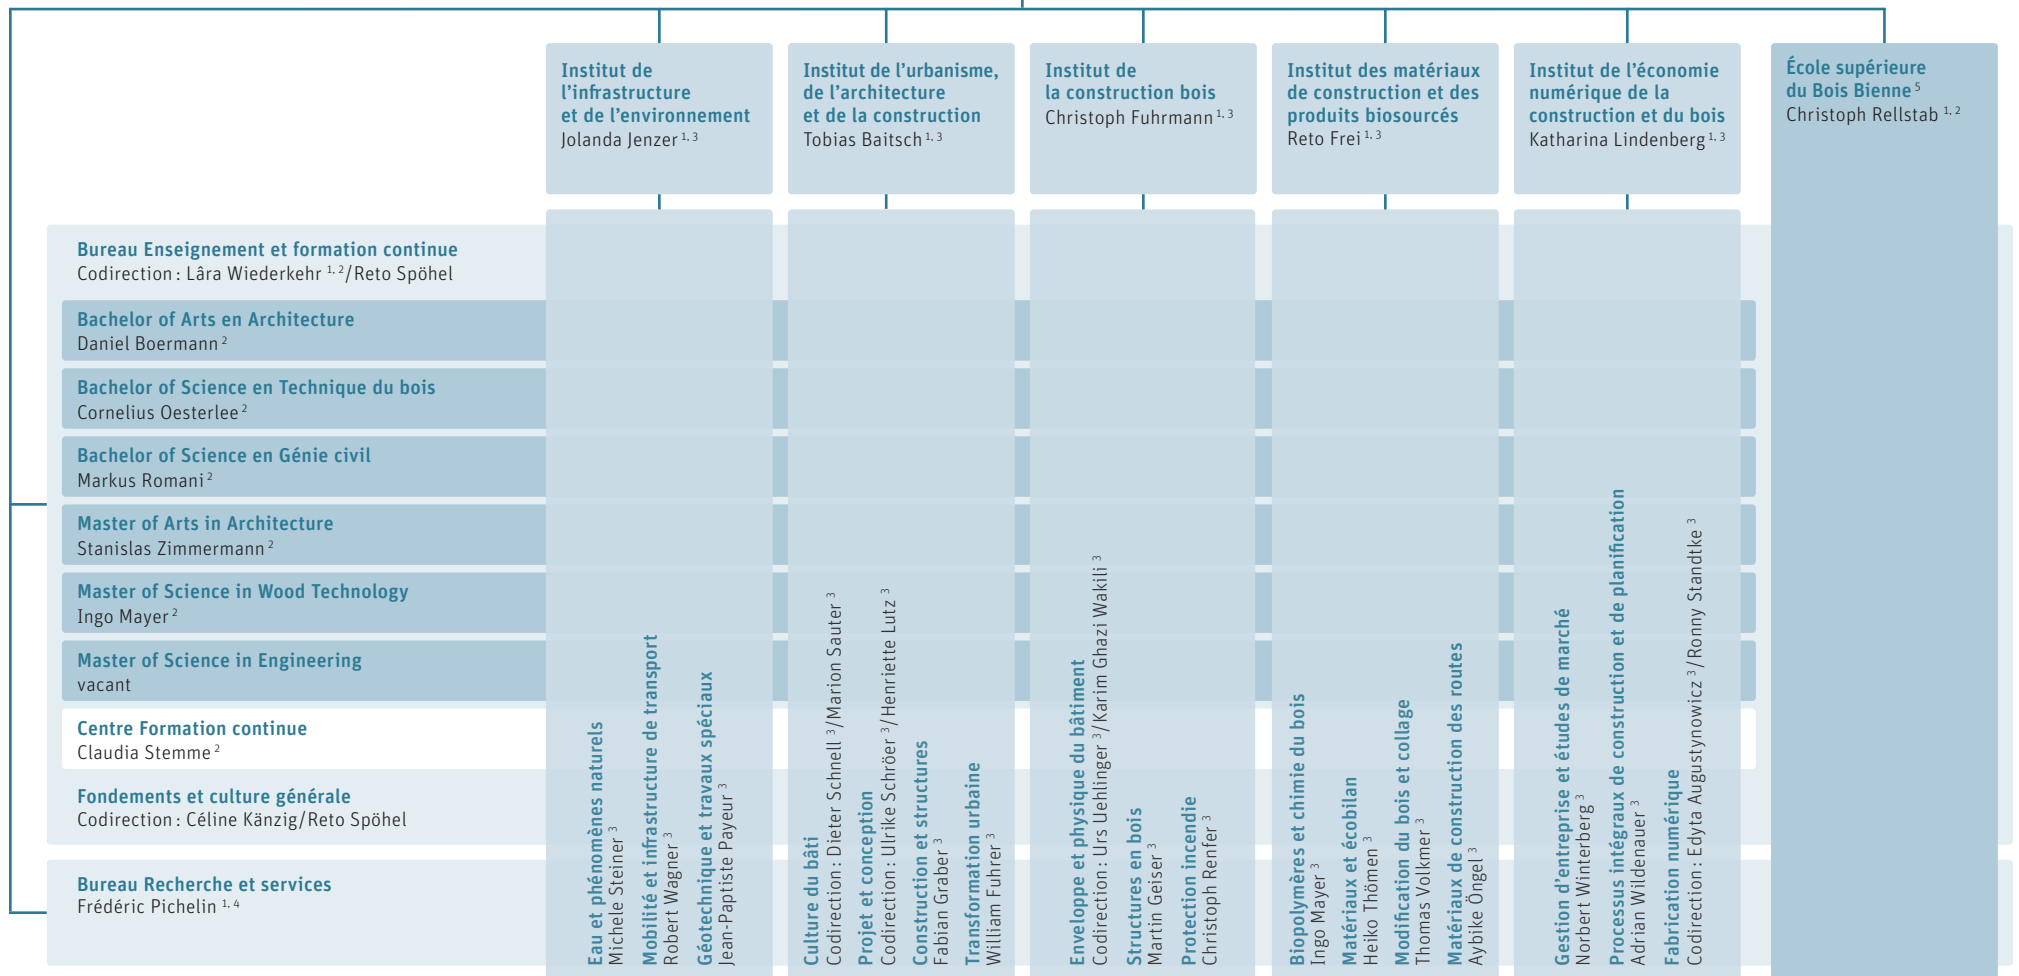 Institut de
l’infrastructure
et de l’environnement
Jolanda Jenzer 1, 3
Institut de l’urbanisme,
de l’architecture
et de la construction
Tobias Baitsch 1, 3
Institut de
la construction bois
Christoph Fuhrmann 1, 3
Institut des matériaux
de construction et des
produits biosourcés
Reto Frei 1, 3
Institut de l’économie
numérique de la
construction et du bois
Katharina Lindenberg 1, 3
École supérieure
du Bois Bienne 5
Christoph Rellstab 1, 2
Bureau Enseignement et formation continue
Codirection : Lâra Wiederkehr 1, 2/Reto Spöhel
Bachelor of Arts en Architecture
Daniel Boermann 2
Bachelor of Science en Technique du bois
Cornelius Oesterlee 2
Bachelor of Science en Génie civil
Markus Romani 2
Master of Arts in Architecture
Stanislas Zimmermann 2
Master of Science in Wood Technology
Ingo Mayer 2
Master of Science in Engineering
vacant
Centre Formation continue
Claudia Stemme 2
Fondements et culture générale
Codirection : Céline Känzig/Reto Spöhel
Bureau Recherche et services
Frédéric Pichelin 1, 4
Eau et phénomènes naturels
Michele Steiner 3
Mobilité et infrastructure de transport
Robert Wagner 3
Géotechnique et travaux spéciaux
Jean-Paptiste Payeur 3
Culture du bâti
Codirection : Dieter Schnell 3/Marion Sauter 3
Projet et conception
Codirection : Ulrike Schröer 3/Henriette Lutz 3
Construction et structures
Fabian Graber 3
Transformation urbaine
William Fuhrer 3
Enveloppe et physique du bâtiment
Codirection : Urs Uehlinger 3/Karim Ghazi Wakili 3
Structures en bois
Martin Geiser 3
Protection incendie
Christoph Renfer 3
Biopolymères et chimie du bois
Ingo Mayer 3
Matériaux et écobilan
Heiko Thömen 3
Modification du bois et collage
Thomas Volkmer 3
Matériaux de construction des routes
Aybike Öngel 3
Gestion d’entreprise et études de marché
Norbert Winterberg 3
Processus intégraux de construction et de planification
Adrian Wildenauer 3
Fabrication numérique
Codirection : Edyta Augustynowicz 3/Ronny Standtke 3